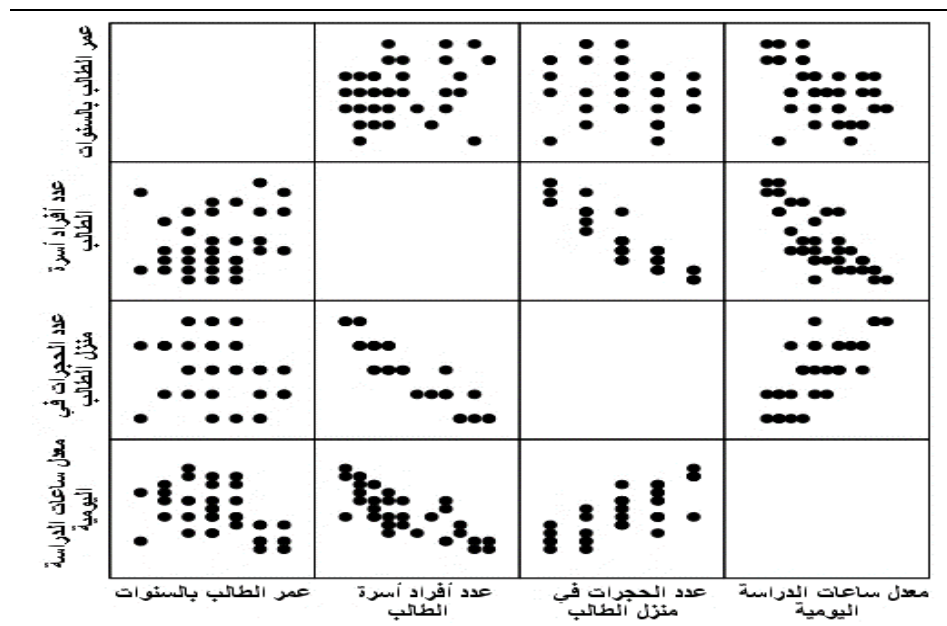 عمر الطالب بالسنوات
عدد أفراد أسرة
الطالب
عدد الحجرات في
منزل الطالب
معدل ساعات الدراسة
اليومية
عمر الطالب بالسنوات
عدد أفراد أسرة
الطالب
عدد الحجرات في
منزل الطالب
معدل ساعات الدراسة
اليومية